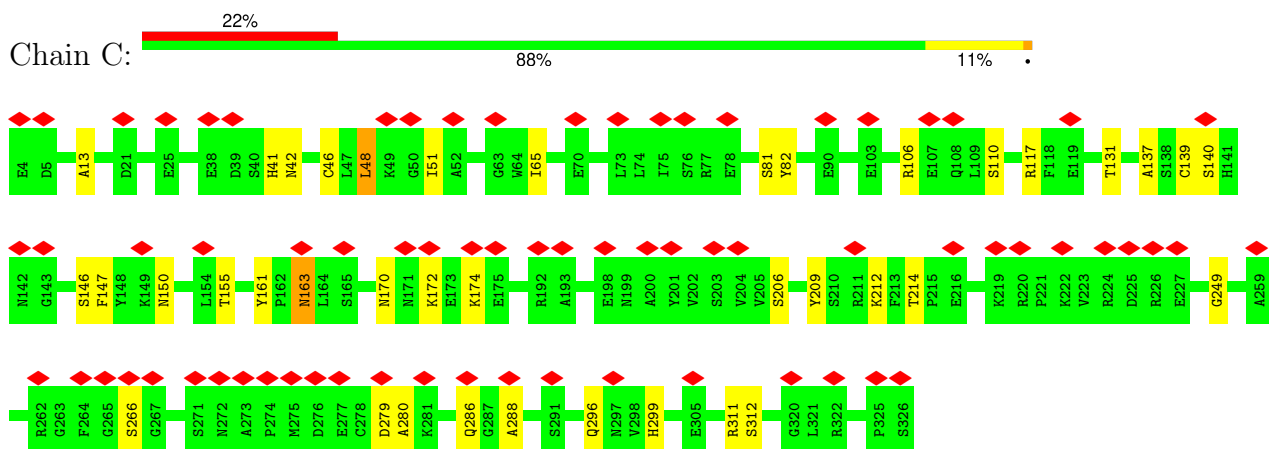 22%
Chain C:
88% 11% •
E4 D5 A13 D21 E25 E38 D39 S40 H41 N42 C46 L47 L48 K49 G50 I51 A52 G63 W64 I65 E70 L73 L74 I75 S76 R77 E78 S81 Y82 E90 E103 R106 E107 Q108 L109 S110 R117 F118 E119 T131 A137 S138 C139 S140 H141
N142 G143 S146 F147 Y148 K149 N150 L154 T155 Y161 P162 N163 L164 S165 N170 N171 K172 E173 K174 E175 R192 A193 E198 N199 A200 Y201 V202 S203 Y204 V205 S206 Y209 S210 R211 K212 F213 T214 P215 E216 K219 R220 P221 K222 V223 R224 D225 R226 E227 G249 A259
R262 G263 F264 G265 S266 G267 S271 N272 A273 P274 M275 D276 E277 C278 D279 A280 K281 Q286 G287 A288 S291 Q296 N297 V298 H299 E305 R311 S312 G320 L321 R322 P325 S326